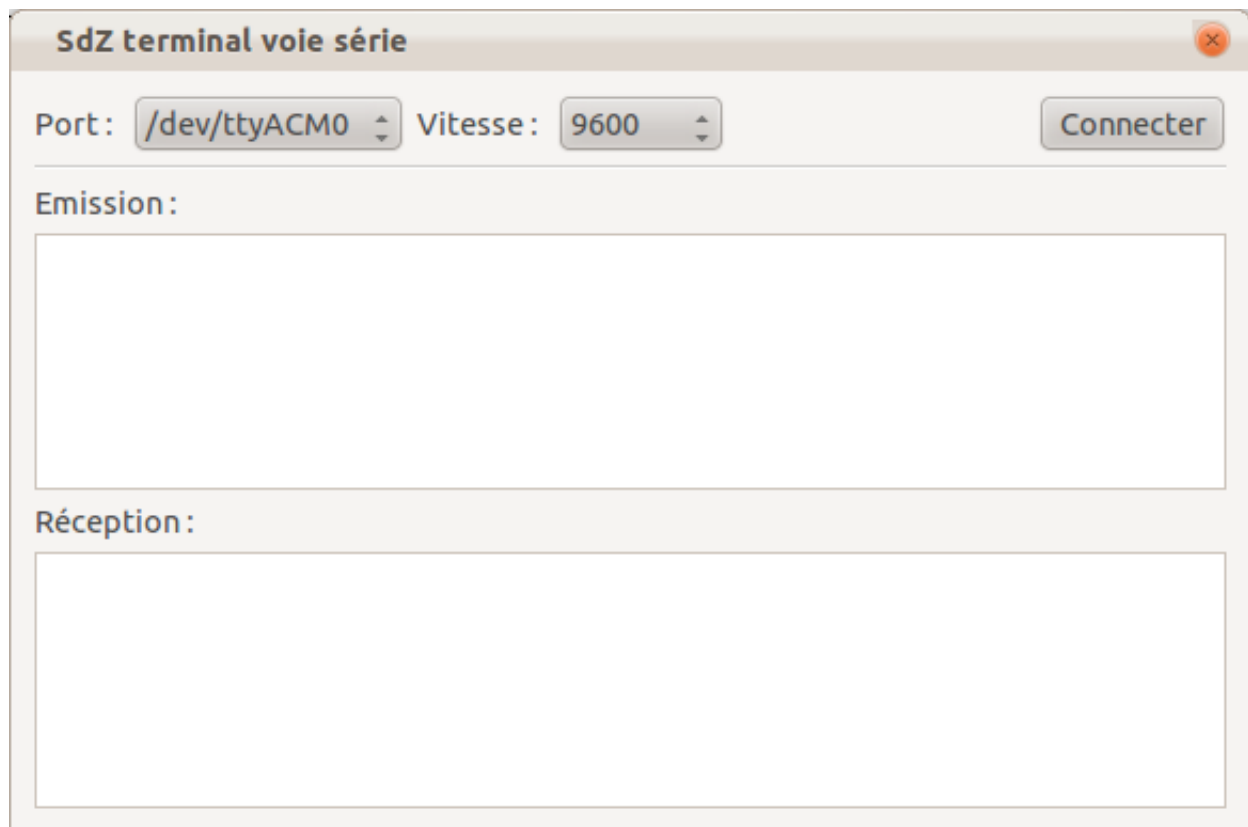 SdZ terminal voie série
Port : /dev/ttyACM0 Vitesse : 9600 Connecter
Emission :
Réception :